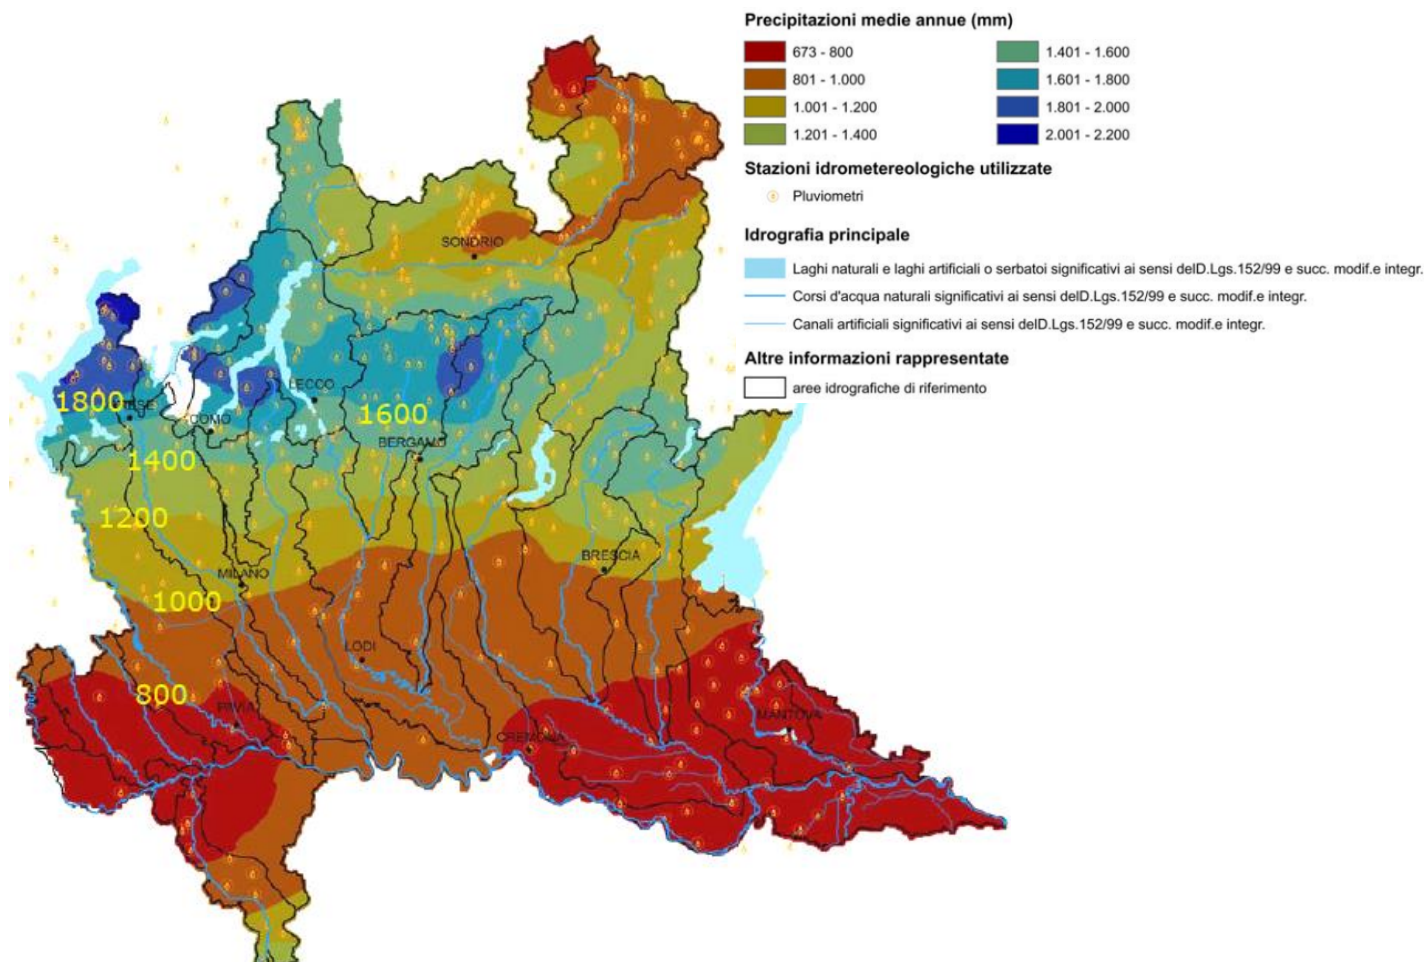 Precipitazioni medie annue (mm)
673 - 800
801 - 1.000
1.001 - 1.200
1.201 - 1.400
1.401 - 1.600
1.601 - 1.800
1.801 - 2.000
2.001 - 2.200
Stazioni idrometereologiche utilizzate
Pluviometri
Idrografia principale
Laghi naturali e laghi artificiali o serbatoi significativi ai sensi delD.Lgs.152/99 e succ. modif.e integr.
Corsi d'acqua naturali significativi ai sensi delD.Lgs.152/99 e succ. modif.e integr.
Canali artificiali significativi ai sensi delD.Lgs.152/99 e succ. modif.e integr.
Altre informazioni rappresentate
aree idrografiche di riferimento
SONDRIO
LECCO
1800
COMO
1600
BERGAMO
1400
1200
BRESCIA
MILANO
1000
LODI
800
PAVIA
MANTOVA
CREMONA